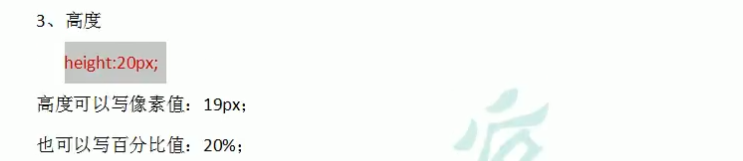 3、高度
height:20px;
高度可以写像素值：19px；
也可以写百分比值：20%；